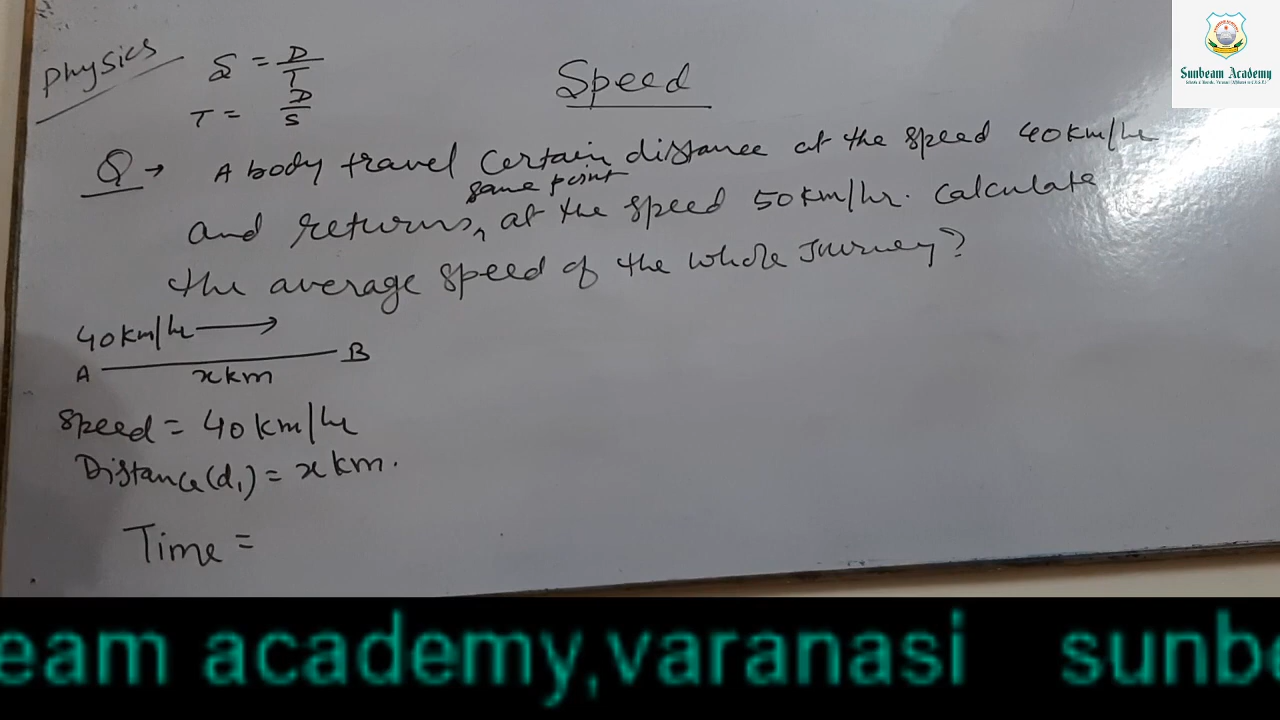 Physics
S = D/T
T = D/S
Speed
Q → A body travel certain distance at the speed 40km/hr
same point
and returns, at the speed 50km/hr. calculate
the average speed of the whole Journey?
40km/hr →
A B
x km
Speed = 40km/hr
Distance(d₁) = x km.
Time =
Sunbeam Academy
eam academy,varanasi sunbe